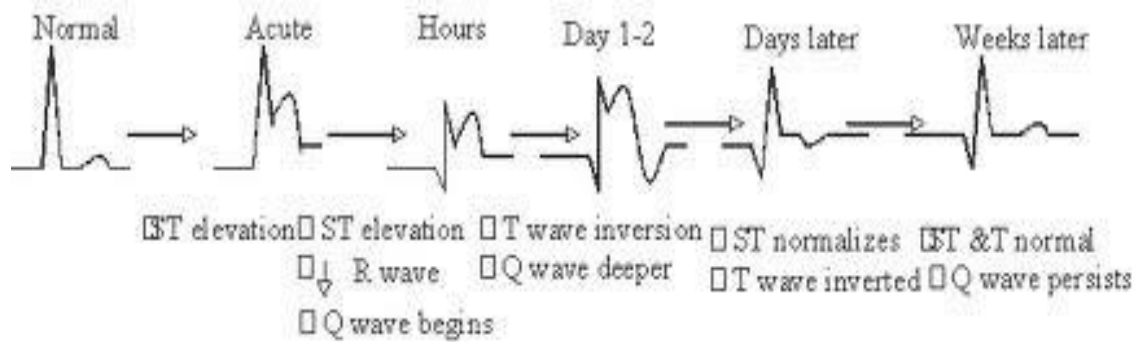 Normal
Acute
Hours
Day 1-2
Days later
Weeks later
ST elevation
ST elevation
↓ R wave
Q wave begins
T wave inversion
Q wave deeper
ST normalizes
T wave inverted
ST & T normal
Q wave persists